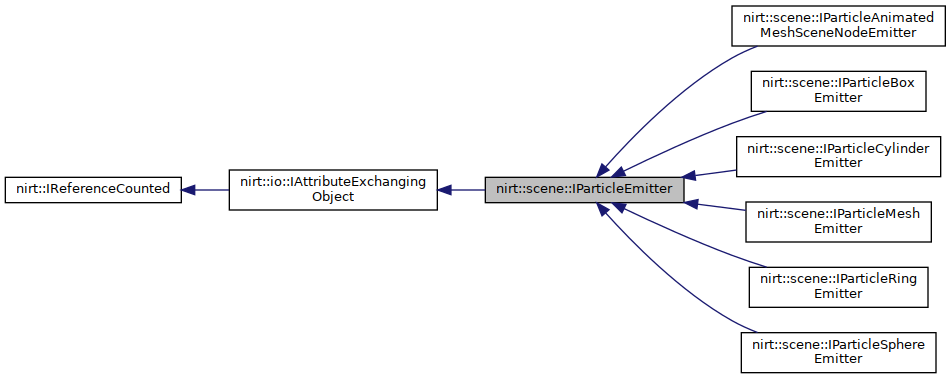 nirt::scene::IParticleAnimated
MeshSceneNodeEmitter
nirt::scene::IParticleBox
Emitter
nirt::scene::IParticleCylinder
Emitter
nirt::IReferenceCounted
nirt::io::IAttributeExchanging
Object
nirt::scene::IParticleEmitter
nirt::scene::IParticleMesh
Emitter
nirt::scene::IParticleRing
Emitter
nirt::scene::IParticleSphere
Emitter